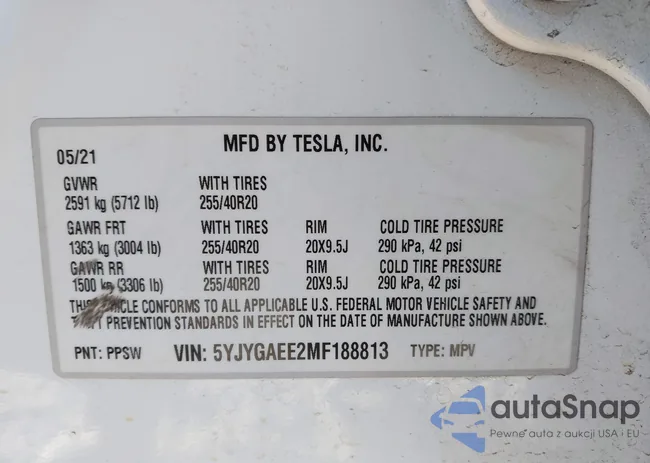 MFD BY TESLA, INC.
05/21
GVWR WITH TIRES
2591 kg (5712 lb) 255/40R20
GAWR FRT WITH TIRES RIM COLD TIRE PRESSURE
1363 kg (3004 lb) 255/40R20 20X9.5J 290 kPa, 42 psi
GAWR RR WITH TIRES RIM COLD TIRE PRESSURE
1500 kg (3306 lb) 255/40R20 20X9.5J 290 kPa, 42 psi
THIS VEHICLE CONFORMS TO ALL APPLICABLE U.S. FEDERAL MOTOR VEHICLE SAFETY AND
THEFT PREVENTION STANDARDS IN EFFECT ON THE DATE OF MANUFACTURE SHOWN ABOVE.
PNT: PPSW VIN: 5YJYGAEE2MF188813 TYPE: MPV
autaSnap
Pewne auta z aukcji USA i EU